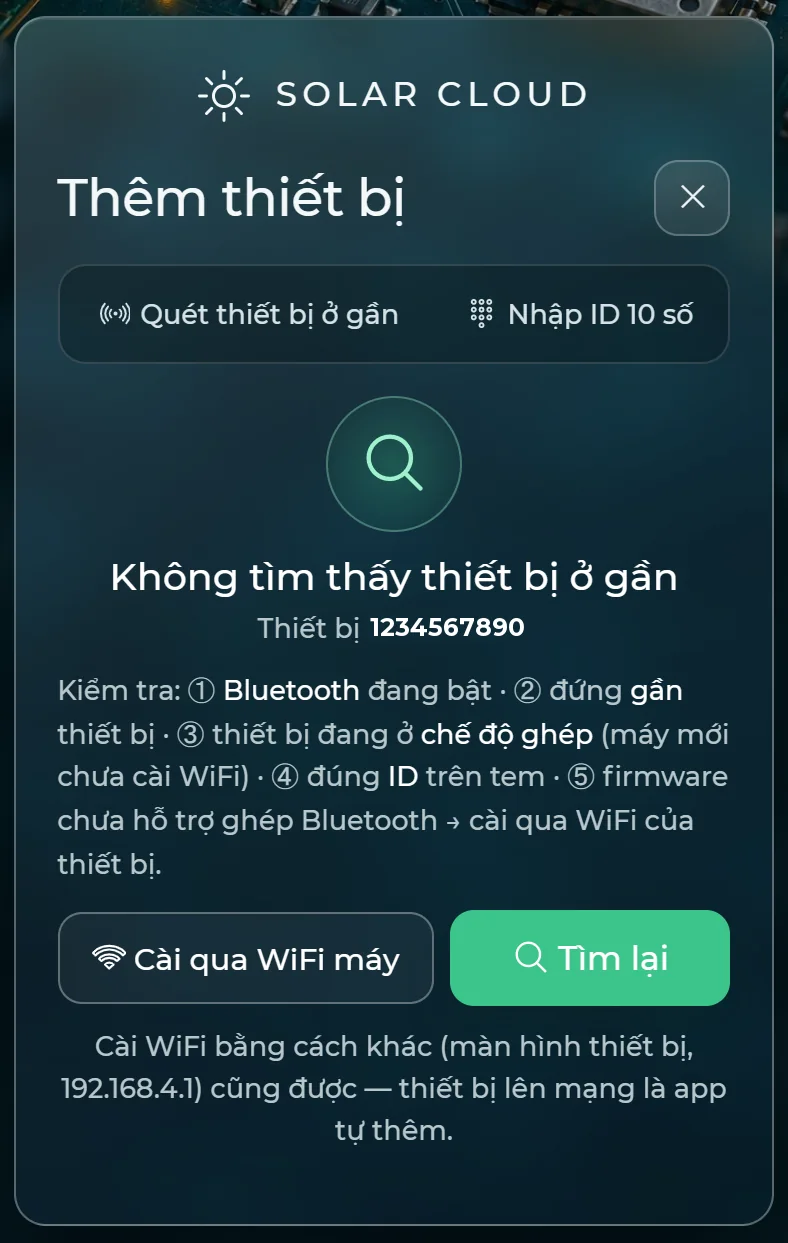 SOLAR CLOUD
Thêm thiết bị
Quét thiết bị ở gần
Nhập ID 10 số
Không tìm thấy thiết bị ở gần
Thiết bị 1234567890
Kiểm tra: ① Bluetooth đang bật · ② đứng gần
thiết bị · ③ thiết bị đang ở chế độ ghép (máy mới
chưa cài WiFi) · ④ đúng ID trên tem · ⑤ firmware
chưa hỗ trợ ghép Bluetooth → cài qua WiFi của
thiết bị.
Cài qua WiFi máy
Tìm lại
Cài WiFi bằng cách khác (màn hình thiết bị,
192.168.4.1) cũng được — thiết bị lên mạng là app
tự thêm.